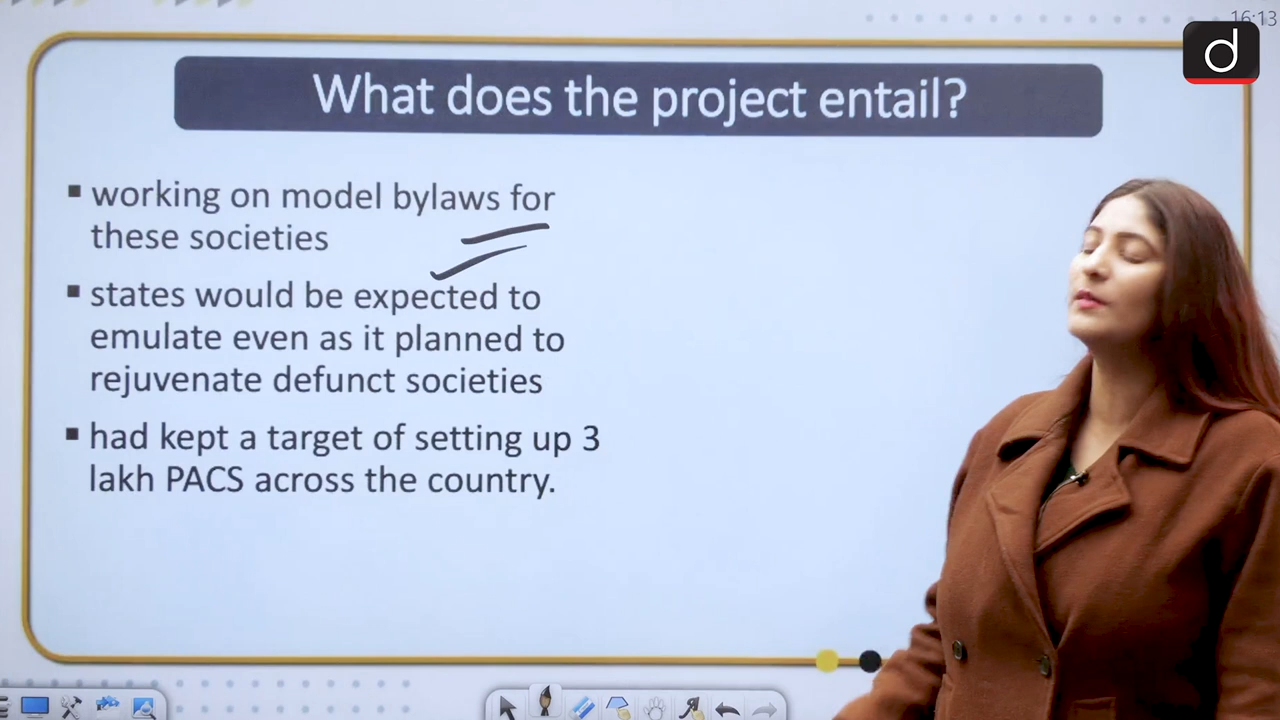 16:13
d
What does the project entail?
▪ working on model bylaws for
these societies
▪ states would be expected to
emulate even as it planned to
rejuvenate defunct societies
▪ had kept a target of setting up 3
lakh PACS across the country.